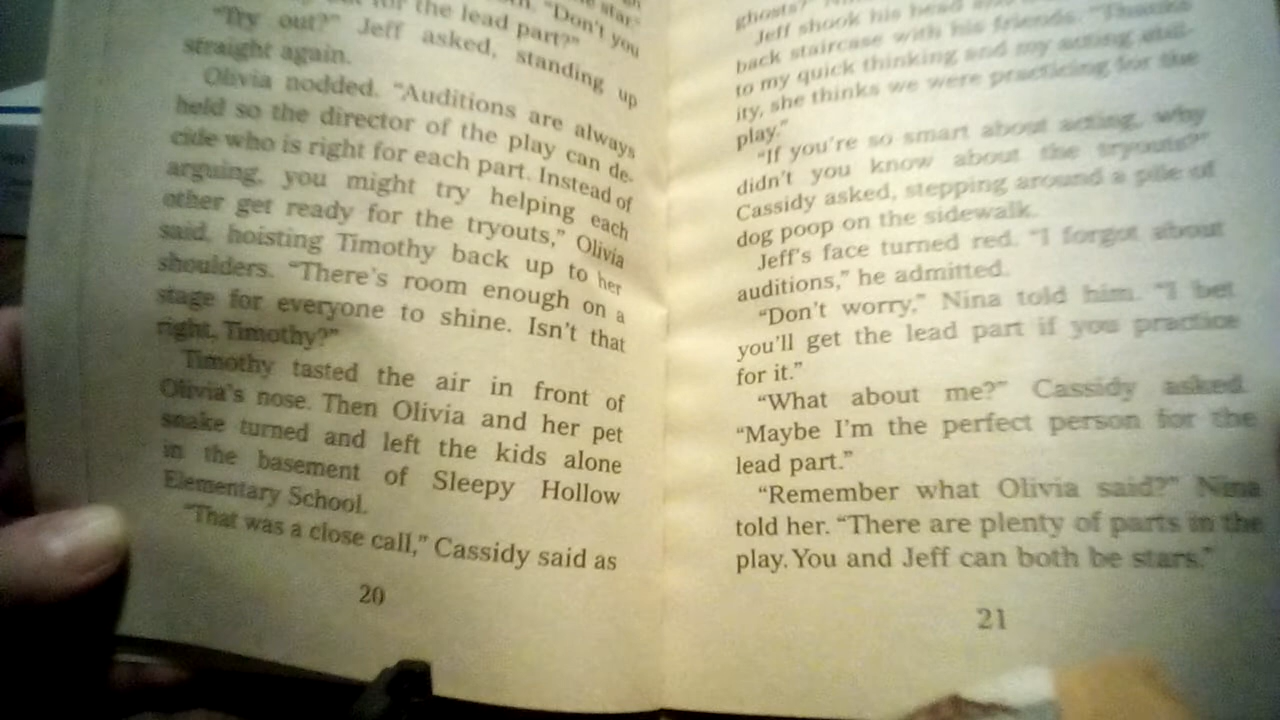 "Don't you
for the lead part?"
"Try out?" Jeff asked, standing up
straight again.
Olivia nodded. "Auditions are always
held so the director of the play can de-
cide who is right for each part. Instead of
arguing, you might try helping each
other get ready for the tryouts," Olivia
said, hoisting Timothy back up to her
shoulders. "There's room enough on a
stage for everyone to shine. Isn't that
right, Timothy?"
Timothy tasted the air in front of
Olivia's nose. Then Olivia and her pet
snake turned and left the kids alone
in the basement of Sleepy Hollow
Elementary School.
"That was a close call," Cassidy said as
20
ghosts?"
Jeff shook his head
back staircase with his friends. "Thanks
to my quick thinking and my acting abil-
ity, she thinks we were practicing for the
play."
"If you're so smart about acting, why
didn't you know about the tryouts?"
Cassidy asked, stepping around a pile of
dog poop on the sidewalk.
Jeff's face turned red. "I forgot about
auditions," he admitted.
"Don't worry," Nina told him. "I bet
you'll get the lead part if you practice
for it."
"What about me?" Cassidy asked.
"Maybe I'm the perfect person for the
lead part."
"Remember what Olivia said?" Nina
told her. "There are plenty of parts in the
play. You and Jeff can both be stars."
21